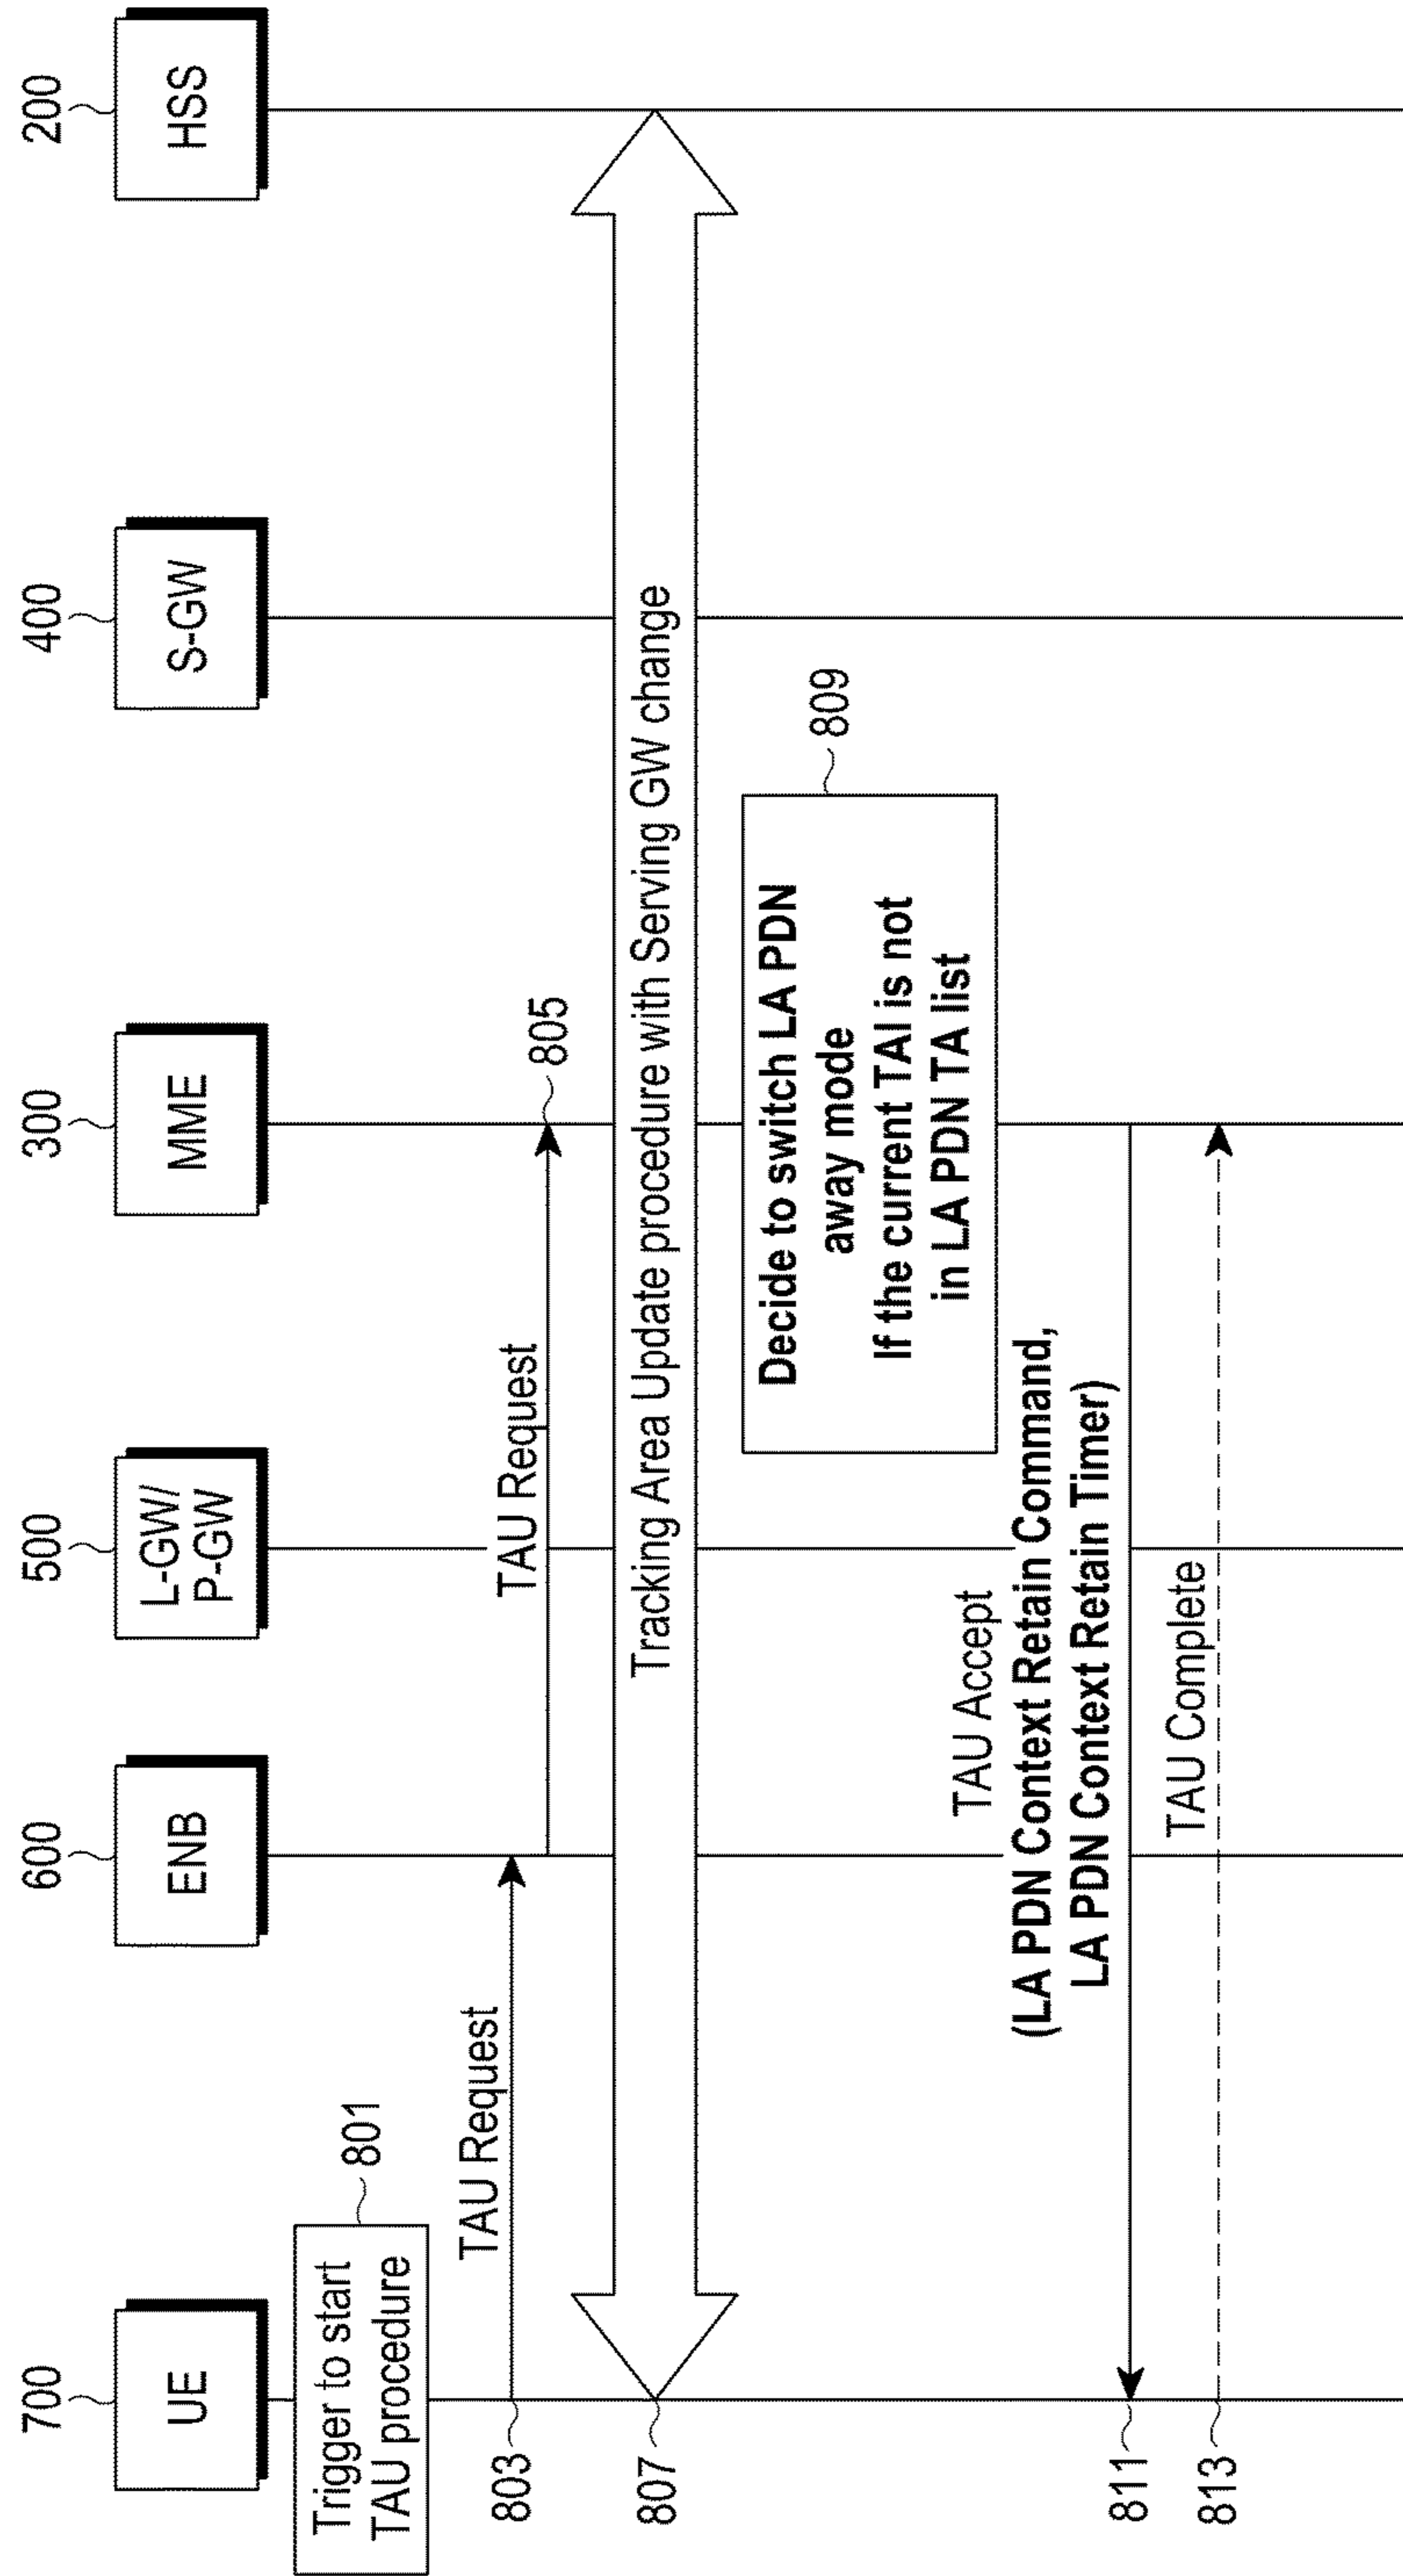 700
600
500
300
400
200
UE
ENB
L-GW/
P-GW
MME
S-GW
HSS
Trigger to start
TAU procedure
801
TAU Request
803
TAU Request
805
Tracking Area Update procedure with Serving GW change
807
Decide to switch LA PDN
away mode
If the current TAI is not
in LA PDN TA list
809
TAU Accept
(LA PDN Context Retain Command,
LA PDN Context Retain Timer)
811
TAU Complete
813